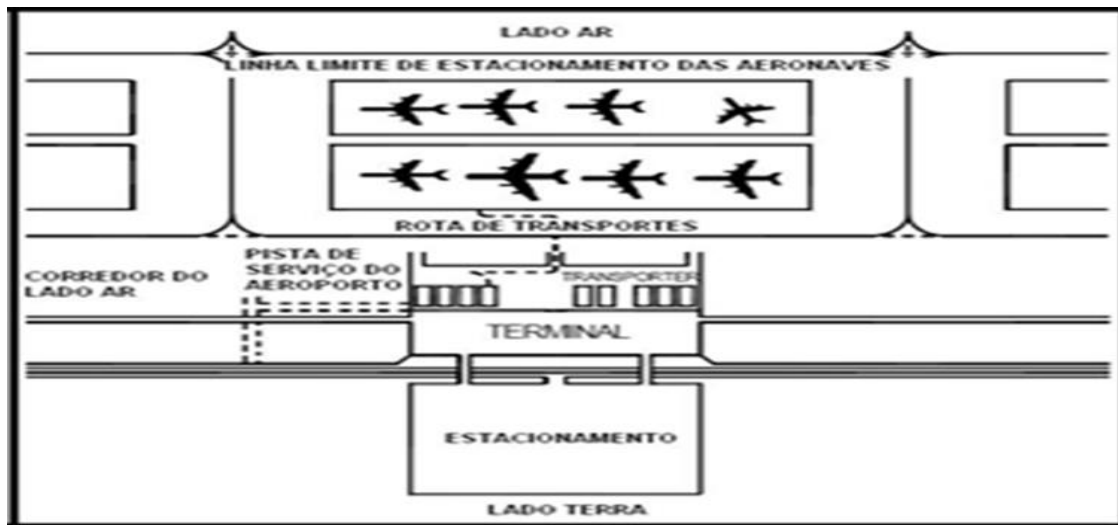 LADO AR
LINHA LIMITE DE ESTACIONAMENTO DAS AERONAVES
ROTA DE TRANSPORTES
PISTA DE
SERVIÇO DO
AEROPORTO
CORREDOR DO
LADO AR
TRANSPORTER
TERMINAL
ESTACIONAMENTO
LADO TERRA